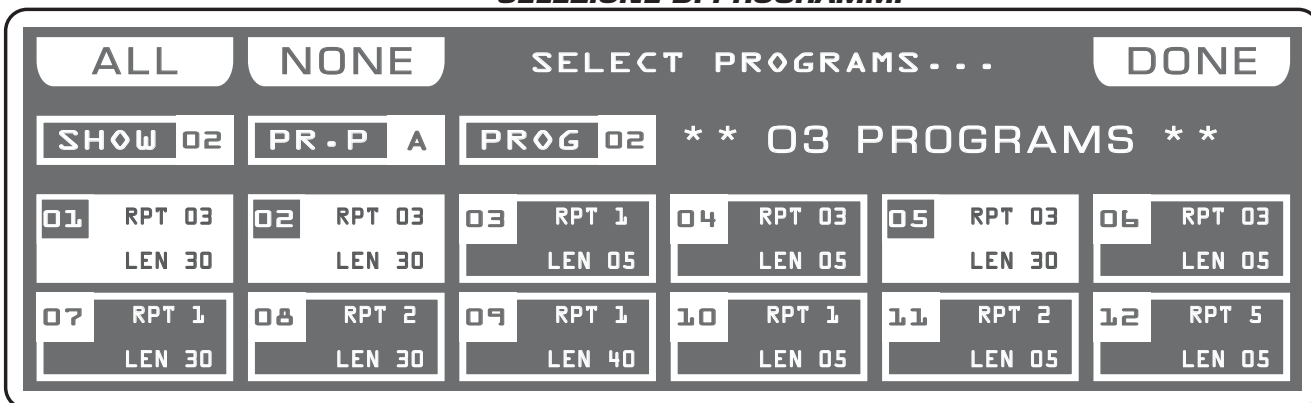 SELEZIONE DI PROGRAMMI
ALL NONE SELECT PROGRAMS... DONE
SHOW 02 PR.P A PROG 02 ** 03 PROGRAMS **
01 RPT 03 02 RPT 03 03 RPT 1 04 RPT 03 05 RPT 03 06 RPT 03
LEN 30 LEN 30 LEN 05 LEN 05 LEN 30 LEN 05
07 RPT 1 08 RPT 2 09 RPT 1 10 RPT 1 11 RPT 2 12 RPT 5
LEN 30 LEN 30 LEN 40 LEN 05 LEN 05 LEN 05